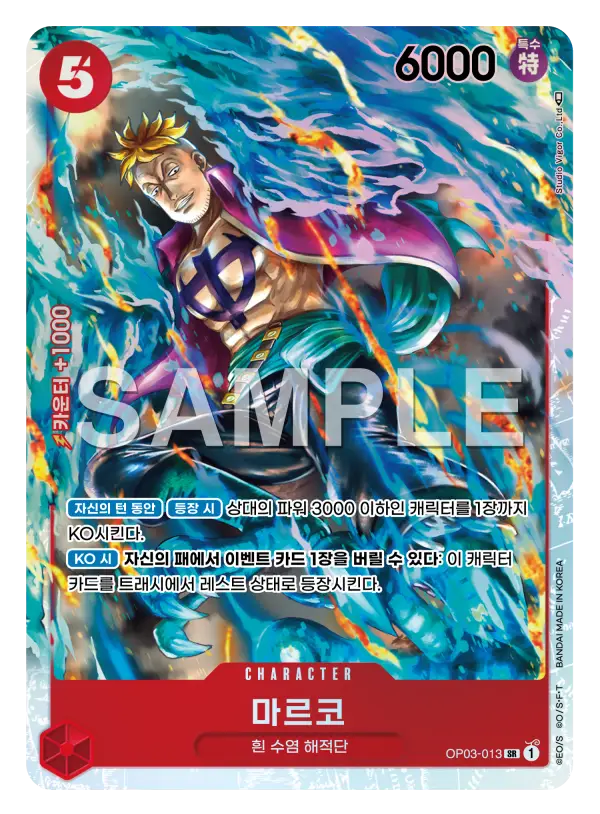 5
6000
특수
特
Studio Vigor Co.,Ltd
카운터 +1000
SAMPLE
자신의 턴 동안 등장 시 상대의 파워 3000 이하인 캐릭터를 1장까지
KO시킨다.
KO 시 자신의 패에서 이벤트 카드 1장을 버릴 수 있다: 이 캐릭터
카드를 트래시에서 레스트 상태로 등장시킨다.
CHARACTER
마르코
흰 수염 해적단
OP03-013 SR 1
©EO/S ©O/S·F·T BANDAI MADE IN KOREA